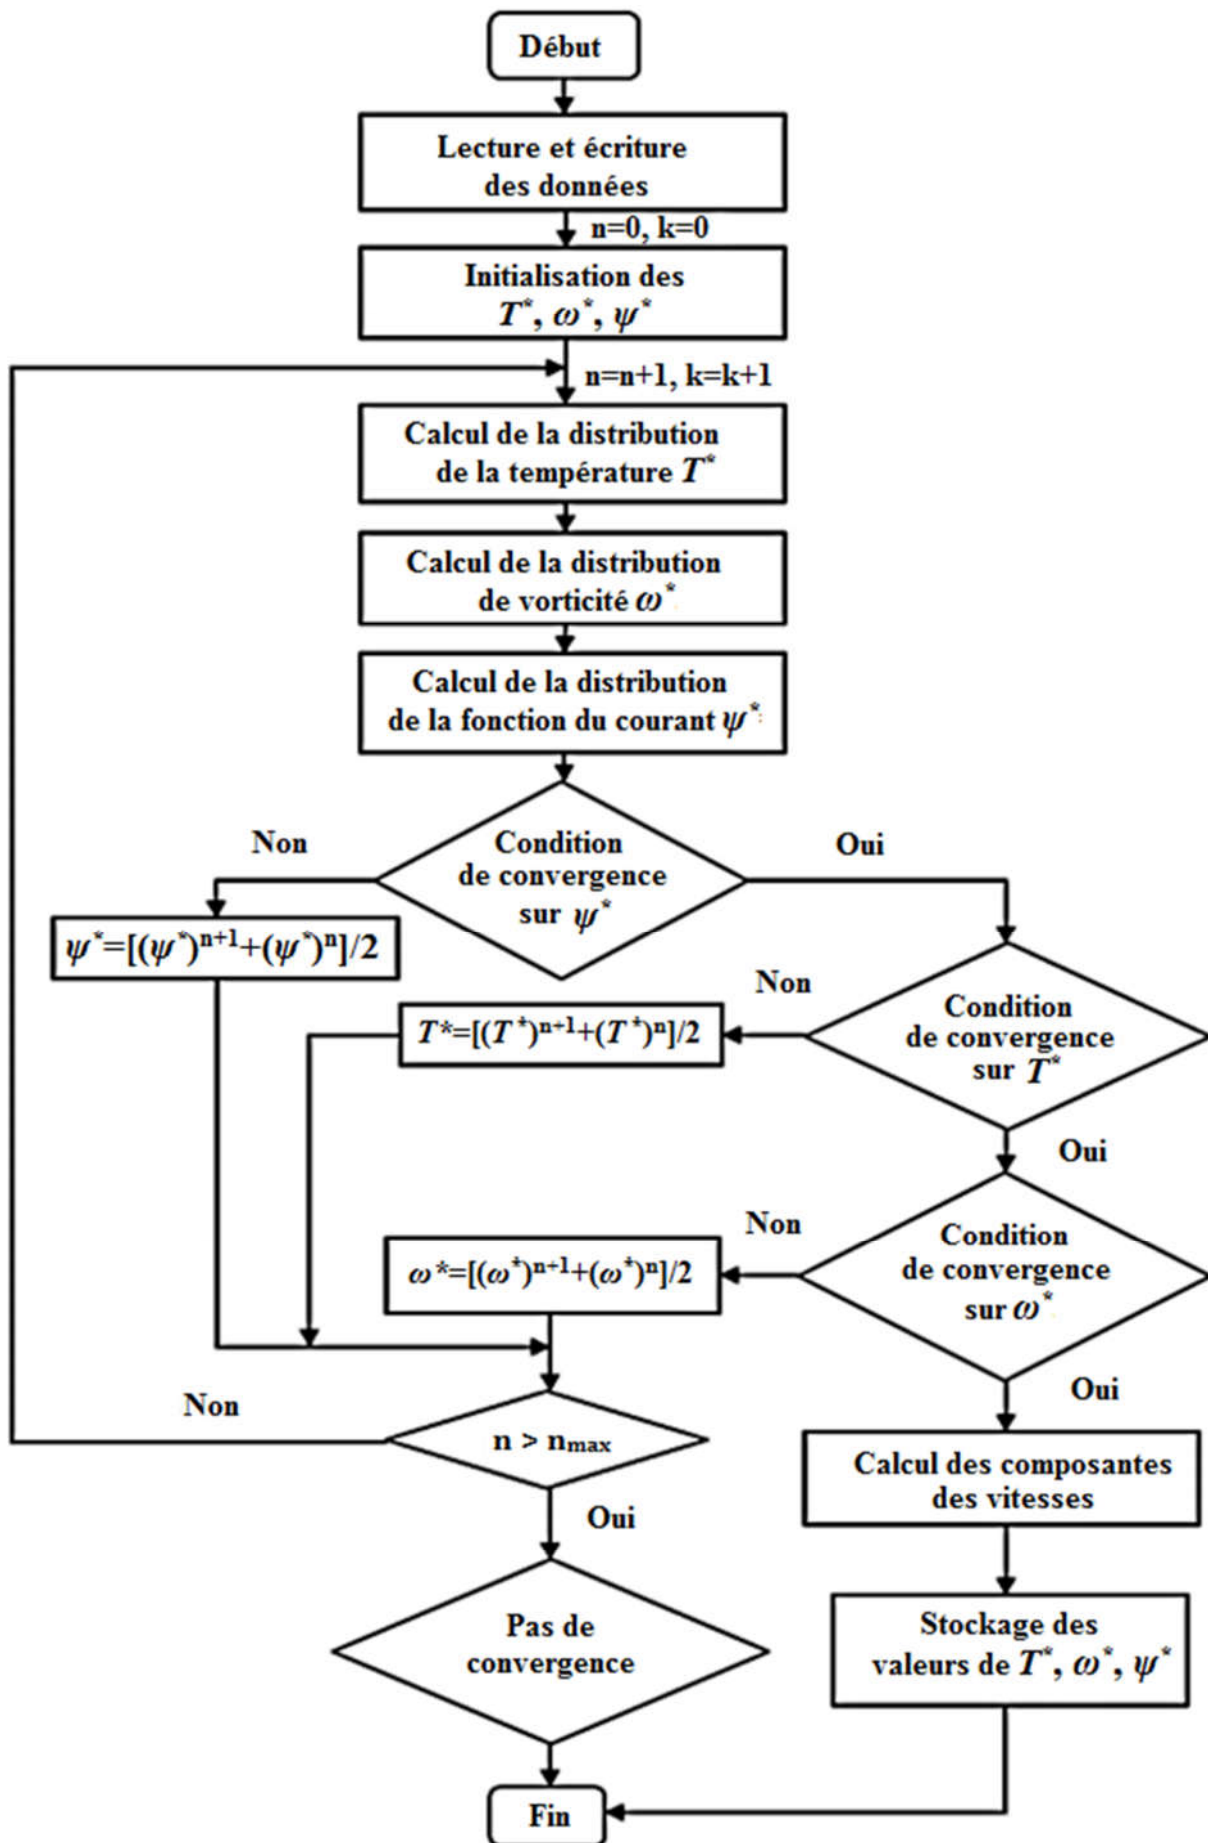 Début
Lecture et écriture
des données
n=0, k=0
Initialisation des
T*, ω*, ψ*
n=n+1, k=k+1
Calcul de la distribution
de la température T*
Calcul de la distribution
de vorticité ω*
Calcul de la distribution
de la fonction du courant ψ*
Non
Condition
de convergence
sur ψ*
Oui
ψ*=[(ψ*)ⁿ⁺¹+(ψ*)ⁿ]/2
Non
T*=[(T*)ⁿ⁺¹+(T*)ⁿ]/2
Condition
de convergence
sur T*
Oui
Non
ω*=[(ω*)ⁿ⁺¹+(ω*)ⁿ]/2
Condition
de convergence
sur ω*
Oui
Non
n > nmax
Oui
Calcul des composantes
des vitesses
Pas de
convergence
Stockage des
valeurs de T*, ω*, ψ*
Fin